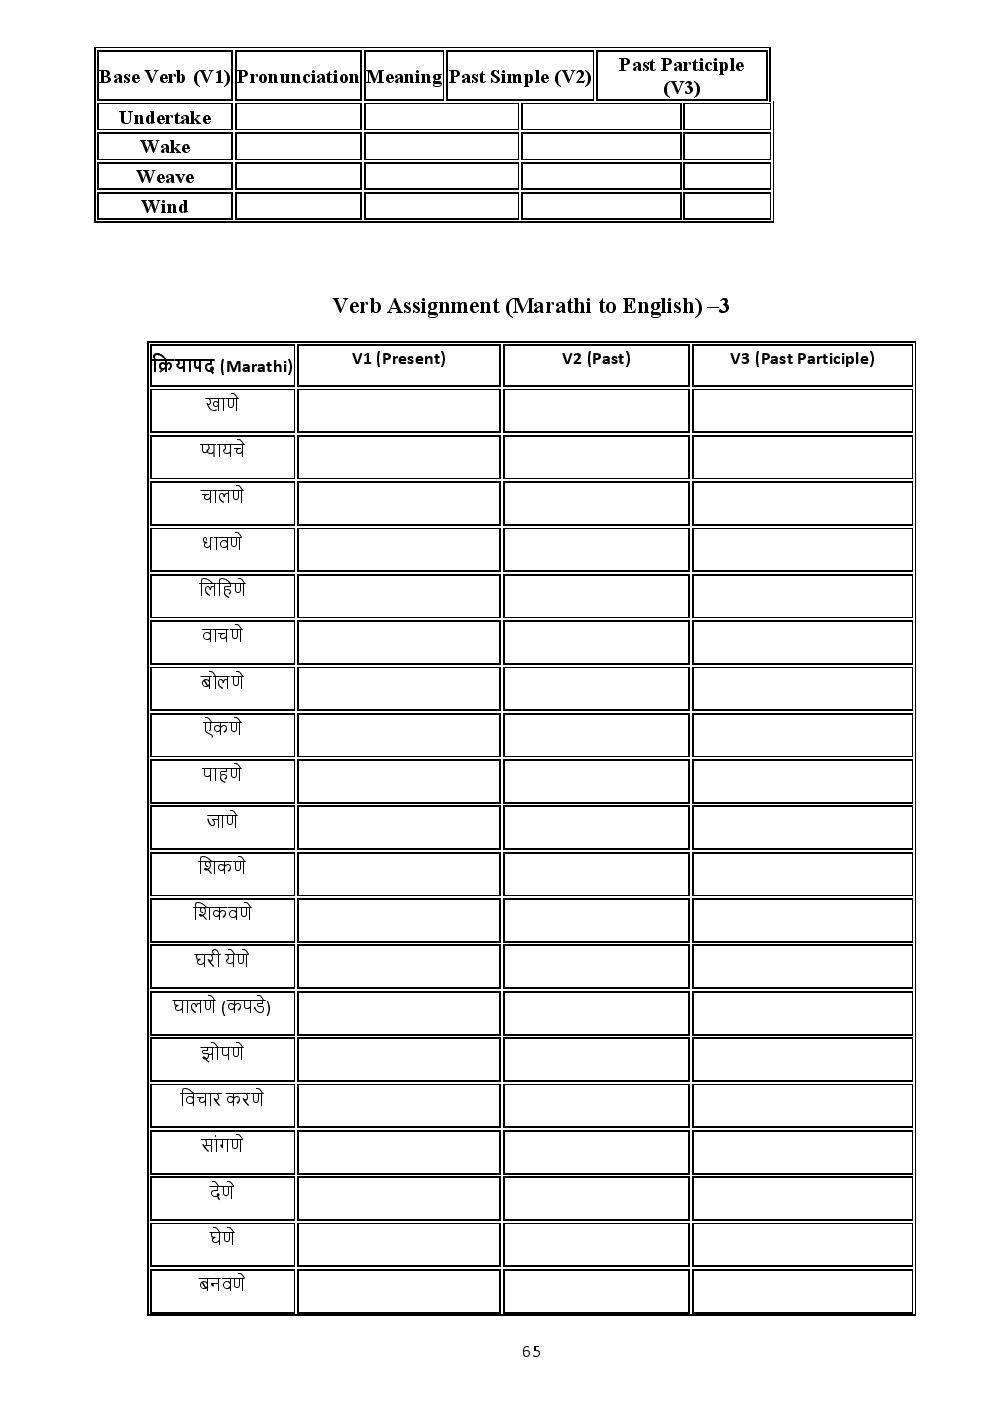 Base Verb (V1) Pronunciation Meaning Past Simple (V2) Past Participle (V3)
Undertake
Wake
Weave
Wind
Verb Assignment (Marathi to English) –3
क्रियापद (Marathi) V1 (Present) V2 (Past) V3 (Past Participle)
खाणे
प्यायचे
चालणे
धावणे
लिहिणे
वाचणे
बोलणे
ऐकणे
पाहणे
जाणे
शिकणे
शिकवणे
घरी येणे
घालणे (कपडे)
झोपणे
विचार करणे
सांगणे
देणे
घेणे
बनवणे
65